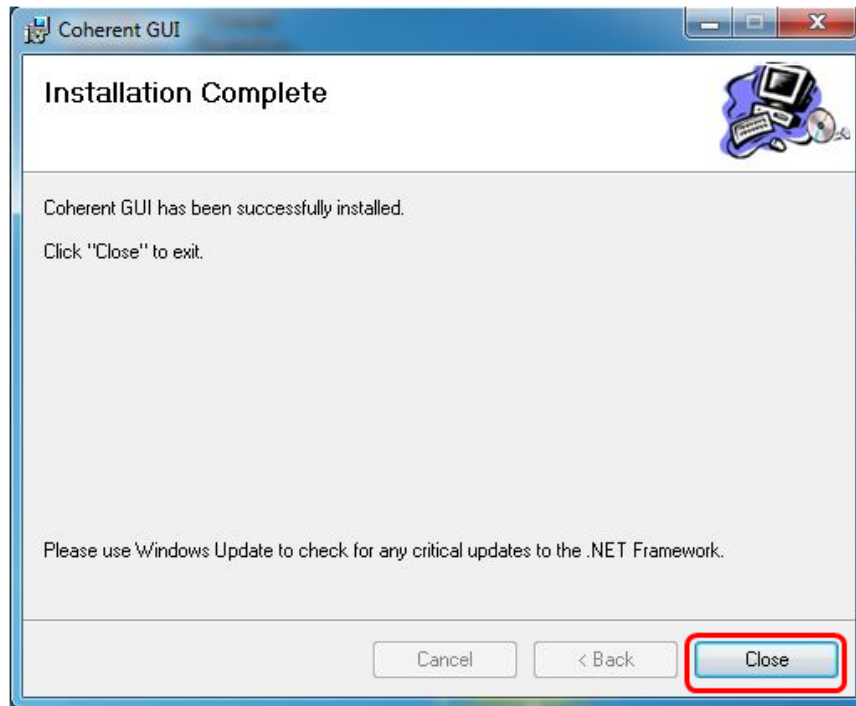 Coherent GUI
Installation Complete
Coherent GUI has been successfully installed.
Click "Close" to exit.
Please use Windows Update to check for any critical updates to the .NET Framework.
Cancel
< Back
Close